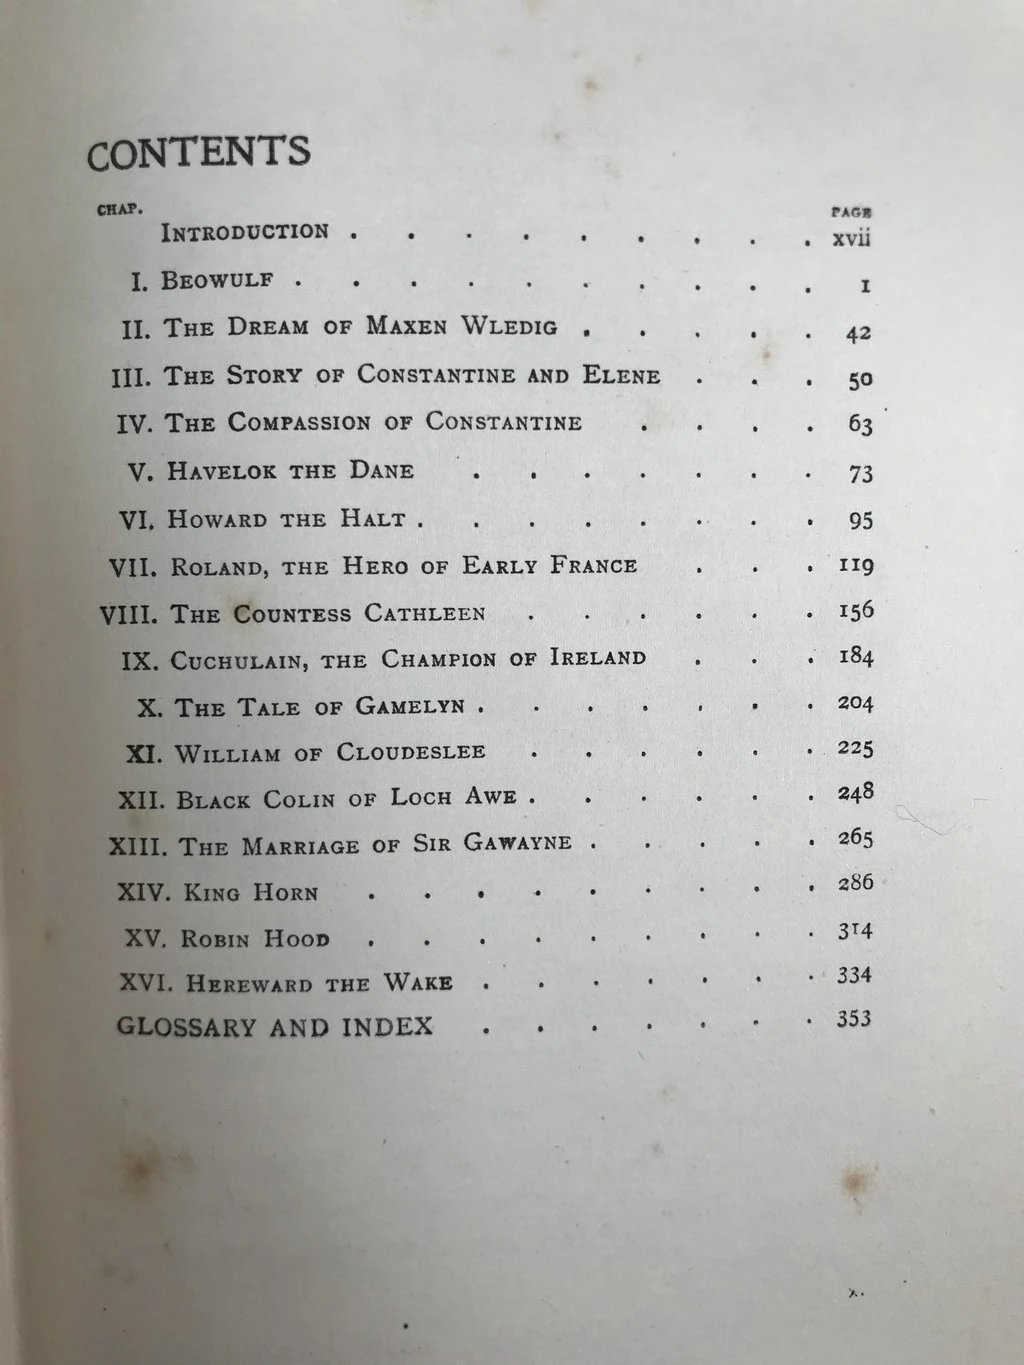 CONTENTS
CHAP. PAGE
INTRODUCTION . . . . . . . . . xvii
I. BEOWULF . . . . . . . . . . 1
II. THE DREAM OF MAXEN WLEDIG . . . . . 42
III. THE STORY OF CONSTANTINE AND ELENE . . . 50
IV. THE COMPASSION OF CONSTANTINE . . . . 63
V. HAVELOK THE DANE . . . . . . . 73
VI. HOWARD THE HALT . . . . . . . . 95
VII. ROLAND, THE HERO OF EARLY FRANCE . . . 119
VIII. THE COUNTESS CATHLEEN . . . . . . 156
IX. CUCHULAIN, THE CHAMPION OF IRELAND . . . 184
X. THE TALE OF GAMELYN . . . . . . . 204
XI. WILLIAM OF CLOUDESLEE . . . . . . 225
XII. BLACK COLIN OF LOCH AWE . . . . . . 248
XIII. THE MARRIAGE OF SIR GAWAYNE . . . . . 265
XIV. KING HORN . . . . . . . . . 286
XV. ROBIN HOOD . . . . . . . . . 314
XVI. HEREWARD THE WAKE . . . . . . . 334
GLOSSARY AND INDEX . . . . . . . 353
x.